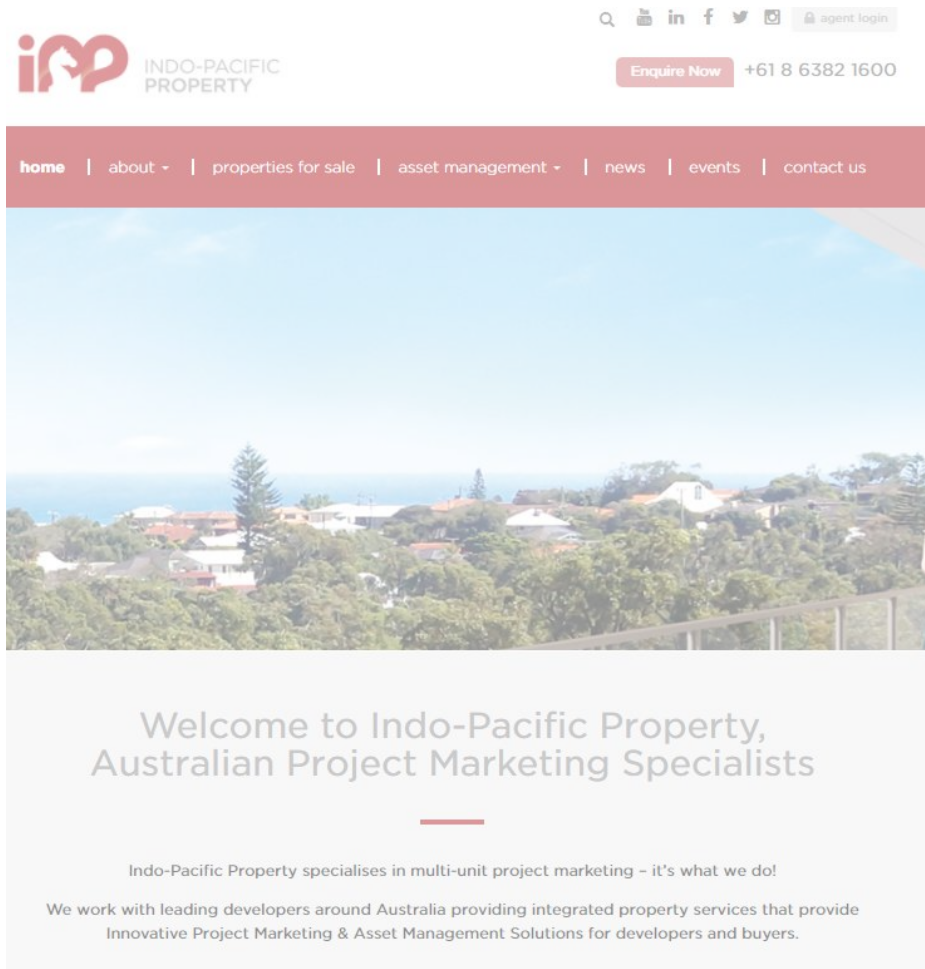 agent login
ipp
INDO-PACIFIC
PROPERTY
Enquire Now +61 8 6382 1600
home | about | properties for sale | asset management | news | events | contact us
Welcome to Indo-Pacific Property,
Australian Project Marketing Specialists
Indo-Pacific Property specialises in multi-unit project marketing – it's what we do!
We work with leading developers around Australia providing integrated property services that provide
Innovative Project Marketing & Asset Management Solutions for developers and buyers.